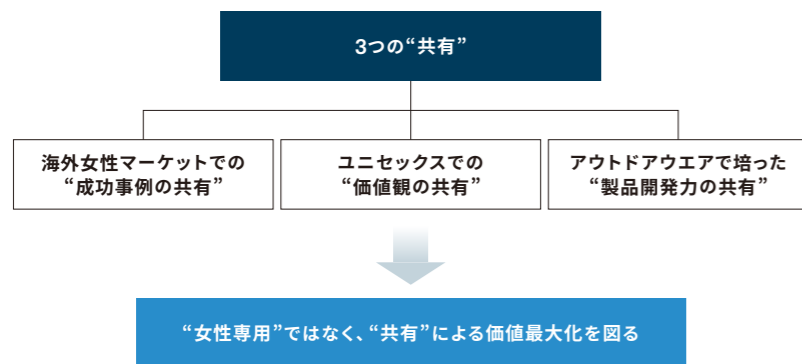 3つの“共有”
海外女性マーケットでの
“成功事例の共有”
ユニセックスでの
“価値観の共有”
アウトドアウエアで培った
“製品開発力の共有”
“女性専用”ではなく、“共有”による価値最大化を図る